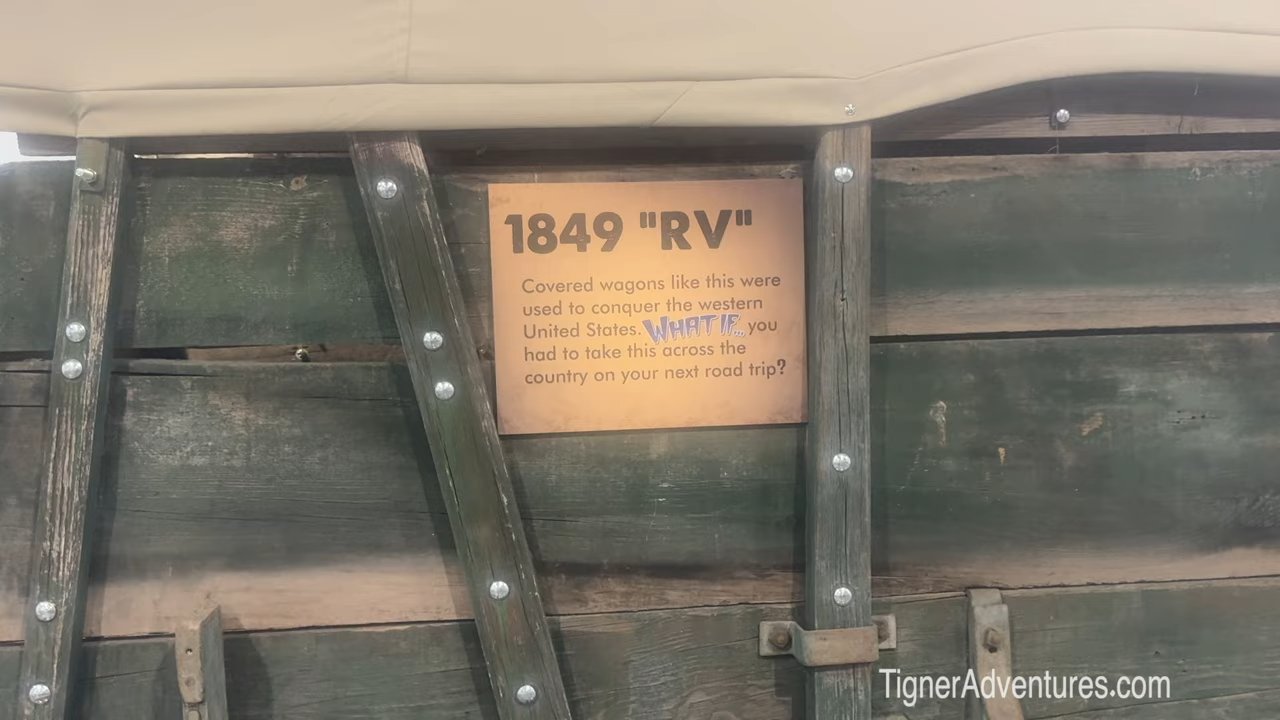 1849 "RV"
Covered wagons like this were
used to conquer the western
United States. WHAT IF... you
had to take this across the
country on your next road trip?
TignerAdventures.com